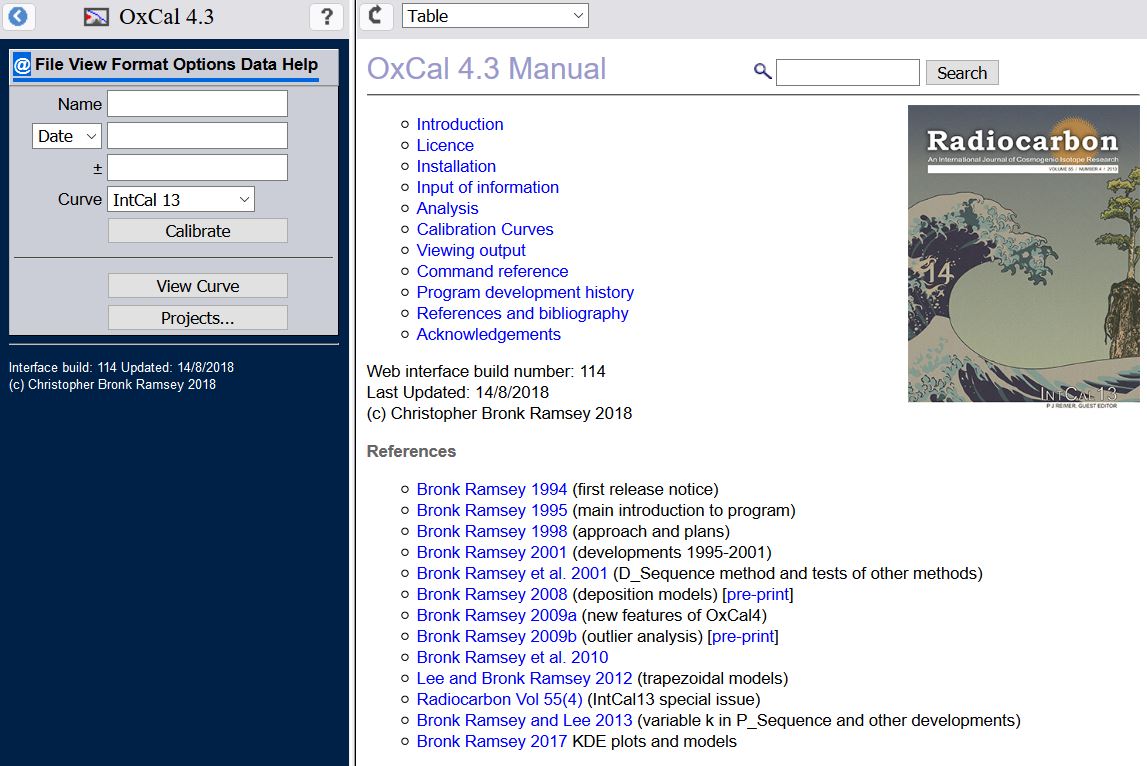 OxCal 4.3
?
@ File View Format Options Data Help
Name
Date
±
Curve IntCal 13
Calibrate
View Curve
Projects...
Interface build: 114 Updated: 14/8/2018
(c) Christopher Bronk Ramsey 2018
Table
OxCal 4.3 Manual
Search
Introduction
Licence
Installation
Input of information
Analysis
Calibration Curves
Viewing output
Command reference
Program development history
References and bibliography
Acknowledgements
Radiocarbon
An International Journal of Cosmogenic Isotope Research
VOLUME 55 / NUMBER 4 / 2013
14
INTCAL 13
P J REIMER, GUEST EDITOR
Web interface build number: 114
Last Updated: 14/8/2018
(c) Christopher Bronk Ramsey 2018
References
Bronk Ramsey 1994 (first release notice)
Bronk Ramsey 1995 (main introduction to program)
Bronk Ramsey 1998 (approach and plans)
Bronk Ramsey 2001 (developments 1995-2001)
Bronk Ramsey et al. 2001 (D_Sequence method and tests of other methods)
Bronk Ramsey 2008 (deposition models) [pre-print]
Bronk Ramsey 2009a (new features of OxCal4)
Bronk Ramsey 2009b (outlier analysis) [pre-print]
Bronk Ramsey et al. 2010
Lee and Bronk Ramsey 2012 (trapezoidal models)
Radiocarbon Vol 55(4) (IntCal13 special issue)
Bronk Ramsey and Lee 2013 (variable k in P_Sequence and other developments)
Bronk Ramsey 2017 KDE plots and models